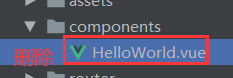 assets
components
删除 HelloWorld.vue
router